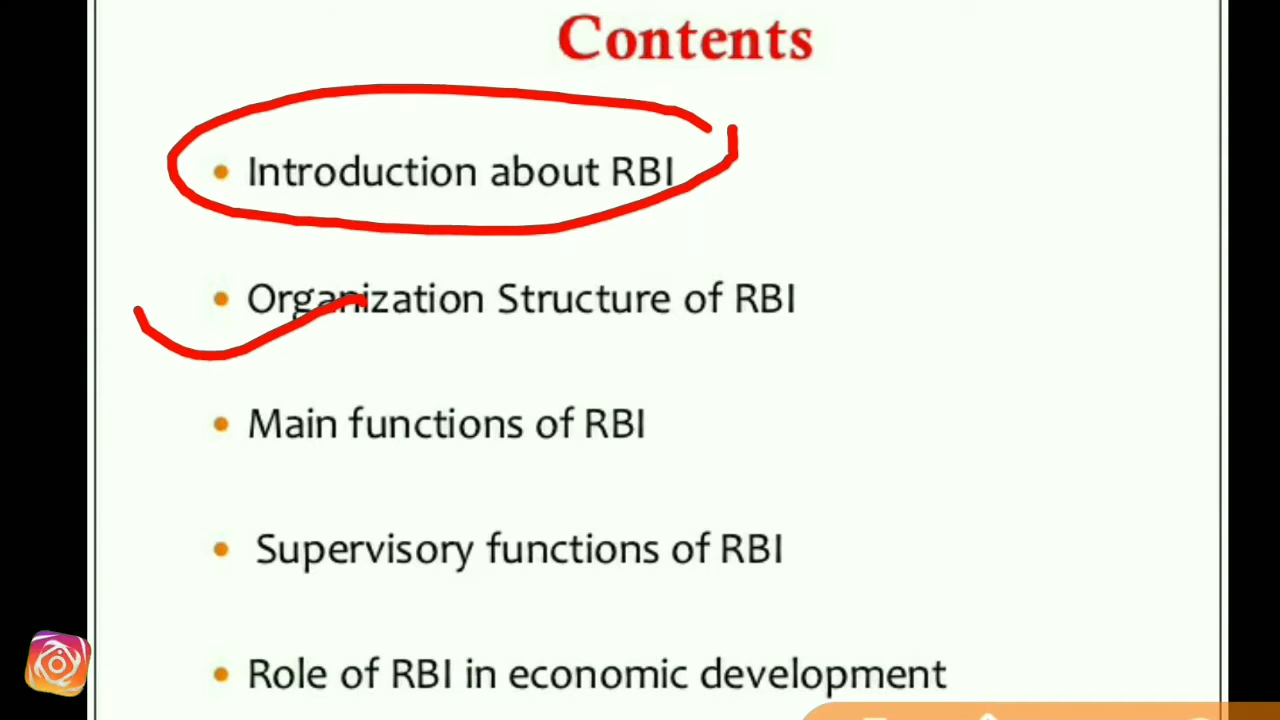 Contents
• Introduction about RBI
• Organization Structure of RBI
• Main functions of RBI
• Supervisory functions of RBI
• Role of RBI in economic development